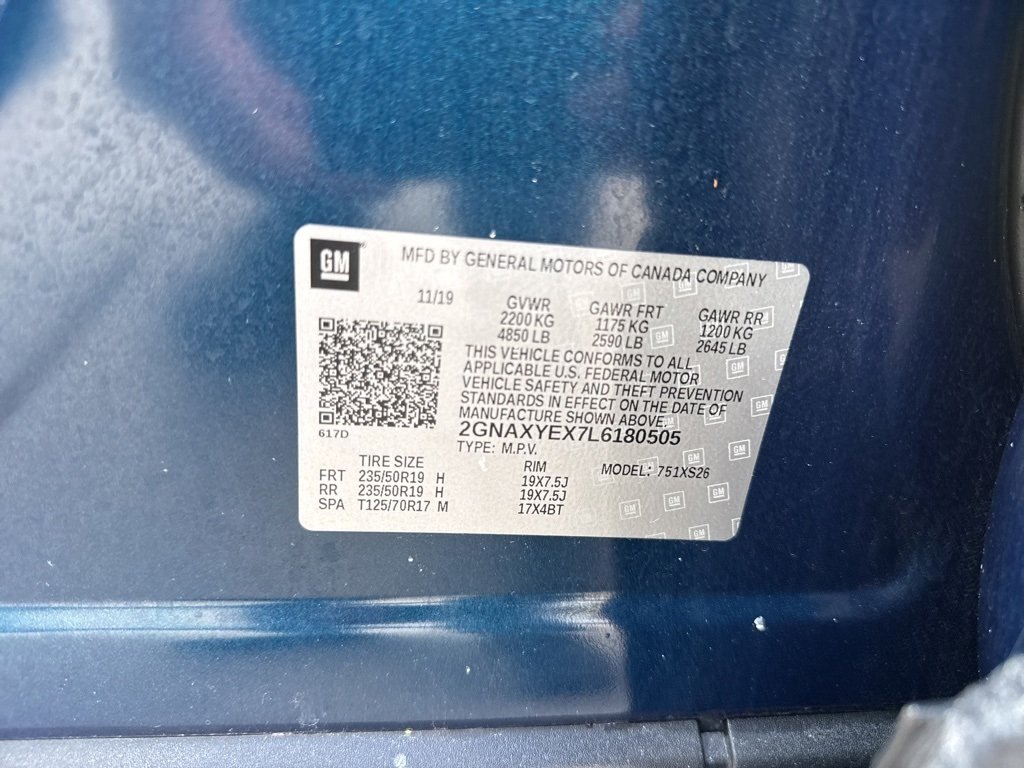 GM
MFD BY GENERAL MOTORS OF CANADA COMPANY
11/19
GVWR GAWR FRT GAWR RR
2200 KG 1175 KG 1200 KG
4850 LB 2590 LB 2645 LB
THIS VEHICLE CONFORMS TO ALL
APPLICABLE U.S. FEDERAL MOTOR
VEHICLE SAFETY AND THEFT PREVENTION
STANDARDS IN EFFECT ON THE DATE OF
MANUFACTURE SHOWN ABOVE.
617D
2GNAXYEX7L6180505
TYPE: M.P.V.
TIRE SIZE RIM MODEL: 751XS26
FRT 235/50R19 H 19X7.5J
RR 235/50R19 H 19X7.5J
SPA T125/70R17 M 17X4BT